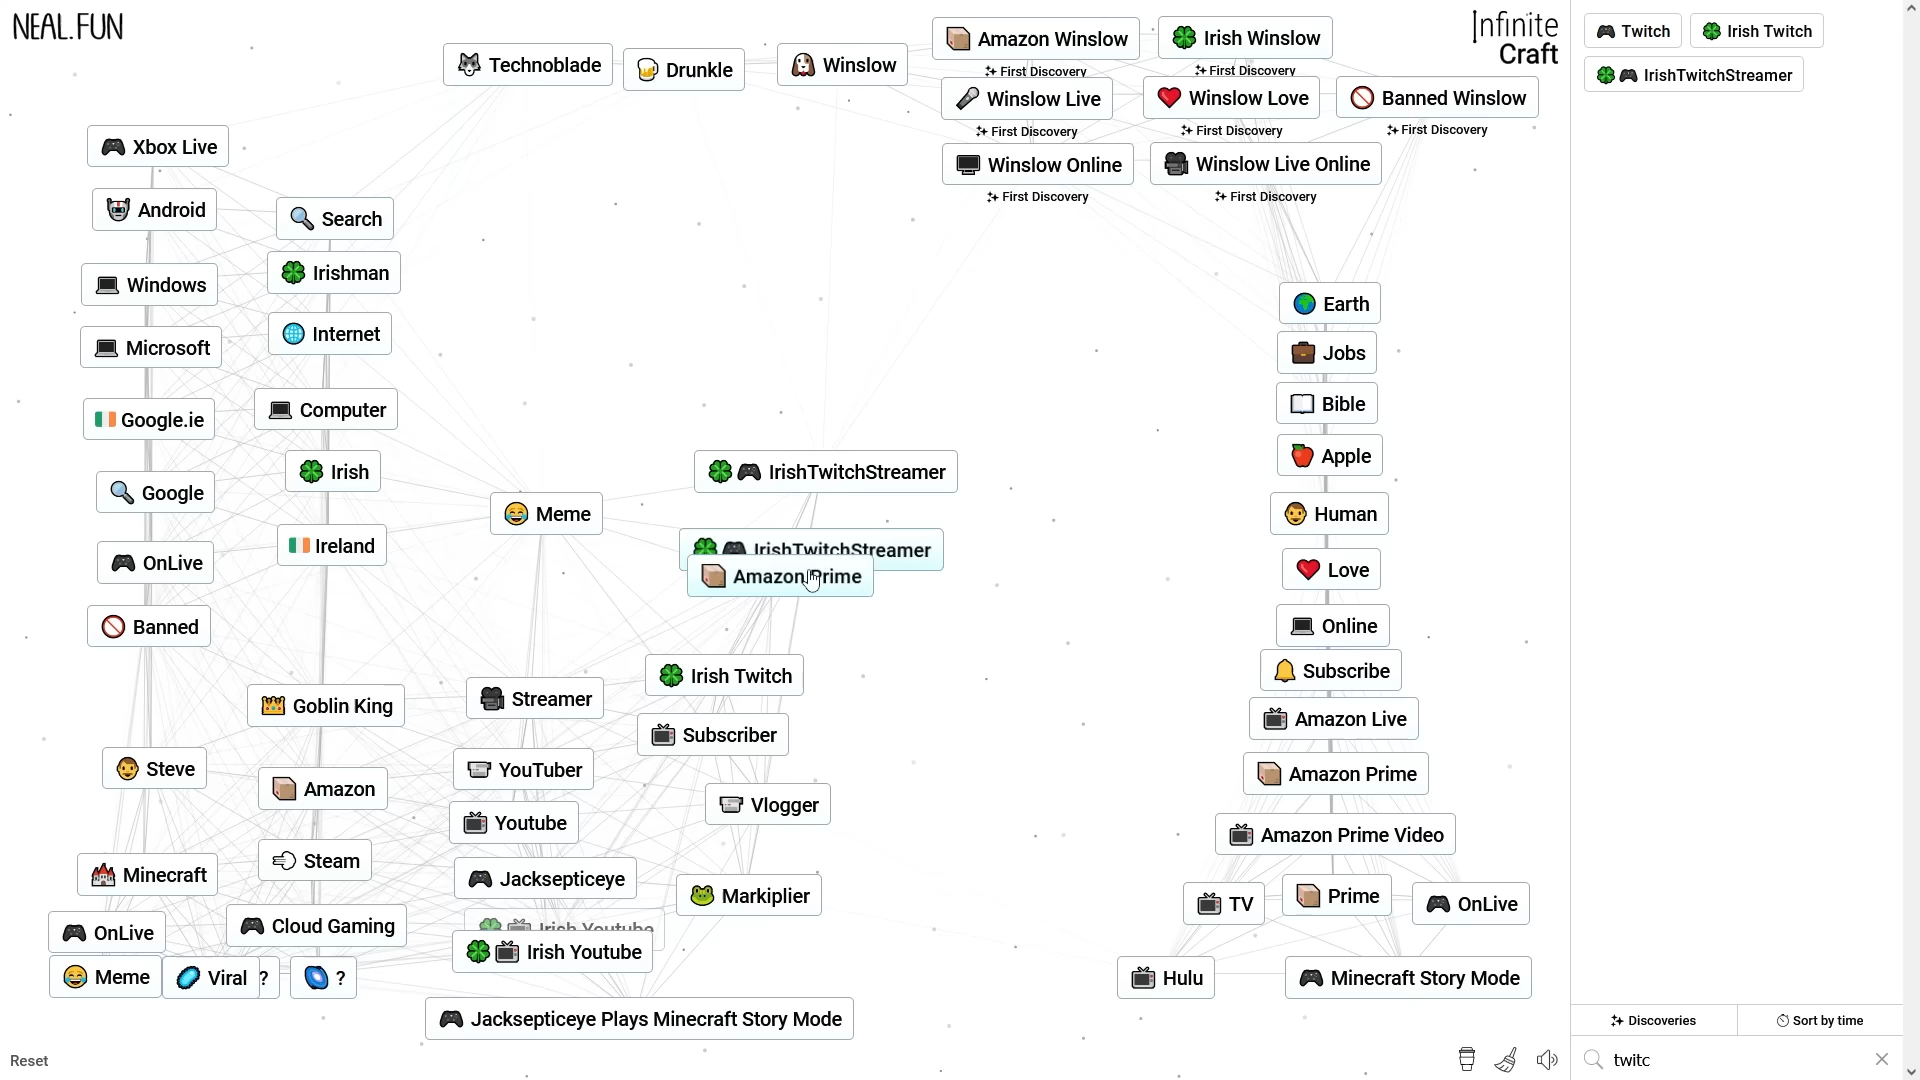 NEAL.FUN
Infinite
Craft
Technoblade
Drunkle
Winslow
Amazon Winslow
First Discovery
Irish Winslow
First Discovery
Winslow Live
First Discovery
Winslow Love
First Discovery
Banned Winslow
First Discovery
Winslow Online
First Discovery
Winslow Live Online
First Discovery
Xbox Live
Android
Search
Irishman
Windows
Internet
Microsoft
Computer
Google.ie
Irish
Google
Ireland
OnLive
Banned
Goblin King
Steve
Amazon
Steam
Minecraft
OnLive
Cloud Gaming
Meme
Viral
?
?
Meme
IrishTwitchStreamer
IrishTwitchStreamer
Amazon Prime
Irish Twitch
Streamer
Subscriber
YouTuber
Vlogger
Youtube
Jacksepticeye
Markiplier
Irish Youtube
Irish Youtube
Jacksepticeye Plays Minecraft Story Mode
Earth
Jobs
Bible
Apple
Human
Love
Online
Subscribe
Amazon Live
Amazon Prime
Amazon Prime Video
TV
Prime
OnLive
Hulu
Minecraft Story Mode
Twitch
Irish Twitch
IrishTwitchStreamer
Discoveries
Sort by time
twitc
Reset